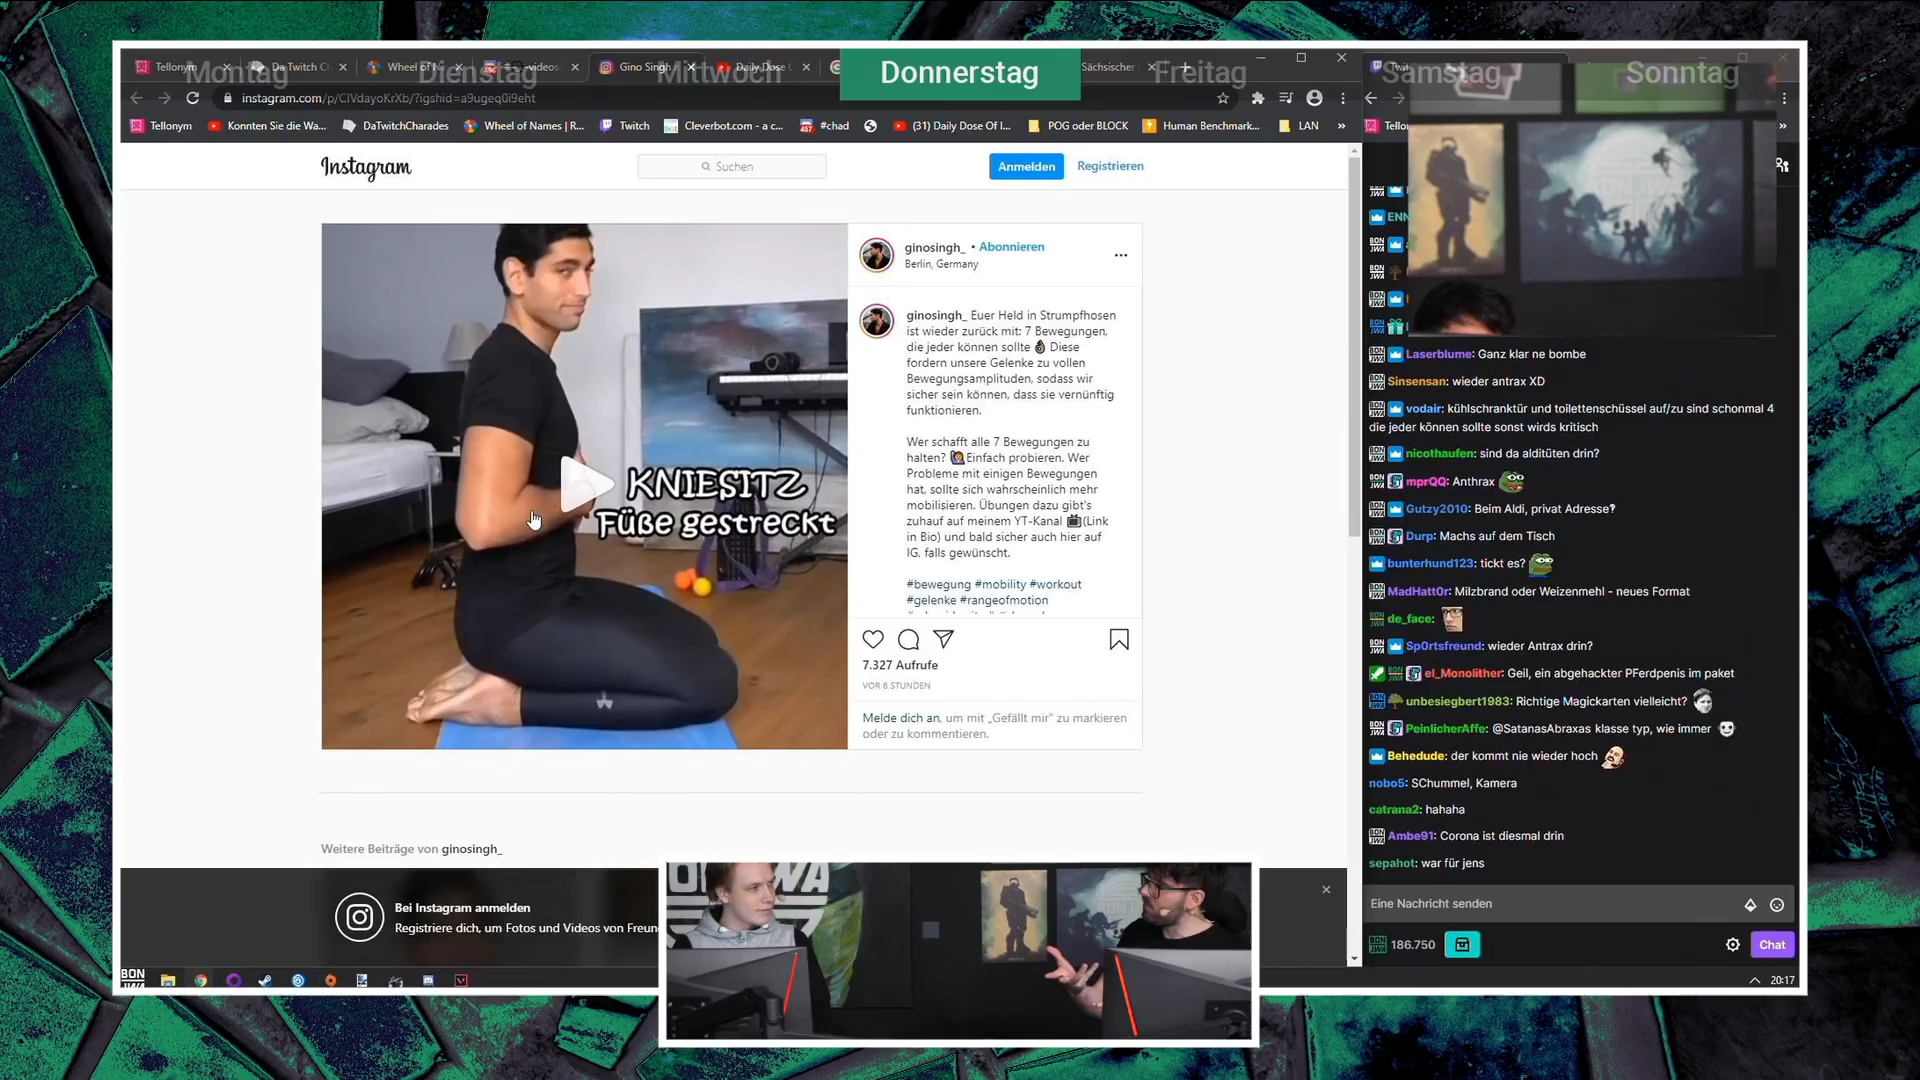 Montag
Dienstag
Mittwoch
Donnerstag
Freitag
Samstag
Sonntag
Tellonym
Da Twitch C
Wheel of N
-videos-
Gino Singh
Daily Dose
Sächsischer
instagram.com/p/CIVdayoKrXb/?igshid=a9ugeq0i9eht
Tellonym
Konnten Sie die Wa...
DaTwitchCharades
Wheel of Names | R...
Twitch
Cleverbot.com - a c...
#chad
(31) Daily Dose Of I...
POG oder BLOCK
Human Benchmark...
LAN
»
Instagram
Suchen
Anmelden
Registrieren
KNIESITZ
Füße gestreckt
ginosingh_ • Abonnieren
Berlin, Germany
ginosingh_ Euer Held in Strumpfhosen
ist wieder zurück mit: 7 Bewegungen,
die jeder können sollte 👌🏿 Diese
fordern unsere Gelenke zu vollen
Bewegungsamplituden, sodass wir
sicher sein können, dass sie vernünftig
funktionieren.
Wer schafft alle 7 Bewegungen zu
halten? 🙋Einfach probieren. Wer
Probleme mit einigen Bewegungen
hat, sollte sich wahrscheinlich mehr
mobilisieren. Übungen dazu gibt's
zuhauf auf meinem YT-Kanal 📺(Link
in Bio) und bald sicher auch hier auf
IG, falls gewünscht.
#bewegung #mobility #workout
#gelenke #rangeofmotion
7.327 Aufrufe
VOR 6 STUNDEN
Melde dich an, um mit „Gefällt mir" zu markieren
oder zu kommentieren.
Weitere Beiträge von ginosingh_
Bei Instagram anmelden
Registriere dich, um Fotos und Videos von Freun
Laserblume: Ganz klar ne bombe
Sinsensan: wieder antrax XD
vodair: kühlschranktür und toilettenschüssel auf/zu sind schonmal 4
die jeder können sollte sonst wirds kritisch
nicothaufen: sind da alditüten drin?
mprQQ: Anthrax
Gutzy2010: Beim Aldi, privat Adresse?
Durp: Machs auf dem Tisch
bunterhund123: tickt es?
MadHatt0r: Milzbrand oder Weizenmehl - neues Format
de_face:
Sp0rtsfreund: wieder Antrax drin?
el_Monolither: Geil, ein abgehackter PFerdpenis im paket
unbesiegbert1983: Richtige Magickarten vielleicht?
PeinlicherAffe: @SatanasAbraxas klasse typ, wie immer
Behedude: der kommt nie wieder hoch
nobo5: SChummel, Kamera
catrana2: hahaha
Ambe91: Corona ist diesmal drin
sepahot: war für jens
Eine Nachricht senden
186.750
Chat
BON
JWA
20:17